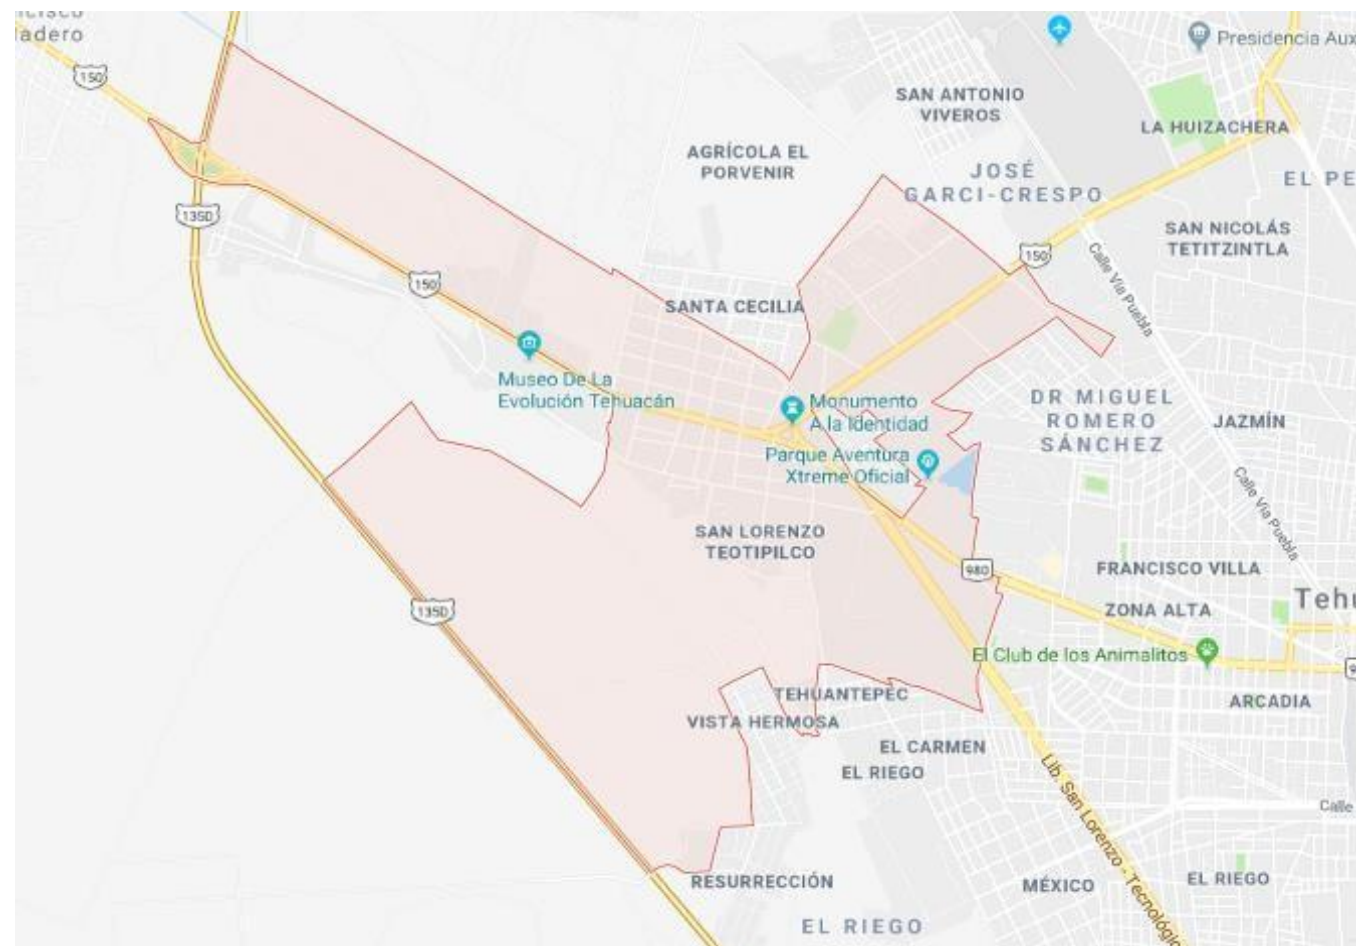 adero
150
Presidencia Aux
SAN ANTONIO
VIVEROS
LA HUIZACHERA
AGRÍCOLA EL
PORVENIR
JOSÉ
GARCI-CRESPO
EL PE
1350
SAN NICOLÁS
TETITZINTLA
150
150
Calle Vía Puebla
SANTA CECILIA
Museo De La
Evolución Tehuacán
Monumento
A la Identidad
DR MIGUEL
ROMERO
SÁNCHEZ
JAZMÍN
Parque Aventura
Xtreme Oficial
Calle Vía Puebla
SAN LORENZO
TEOTIPILCO
980
FRANCISCO VILLA
1350
ZONA ALTA
Tehu
El Club de los Animalitos
9
TEHUANTEPEC
ARCADIA
VISTA HERMOSA
EL CARMEN
EL RIEGO
Lib. San Lorenzo - Tecnológic
Calle
RESURRECCIÓN
MÉXICO
EL RIEGO
EL RIEGO